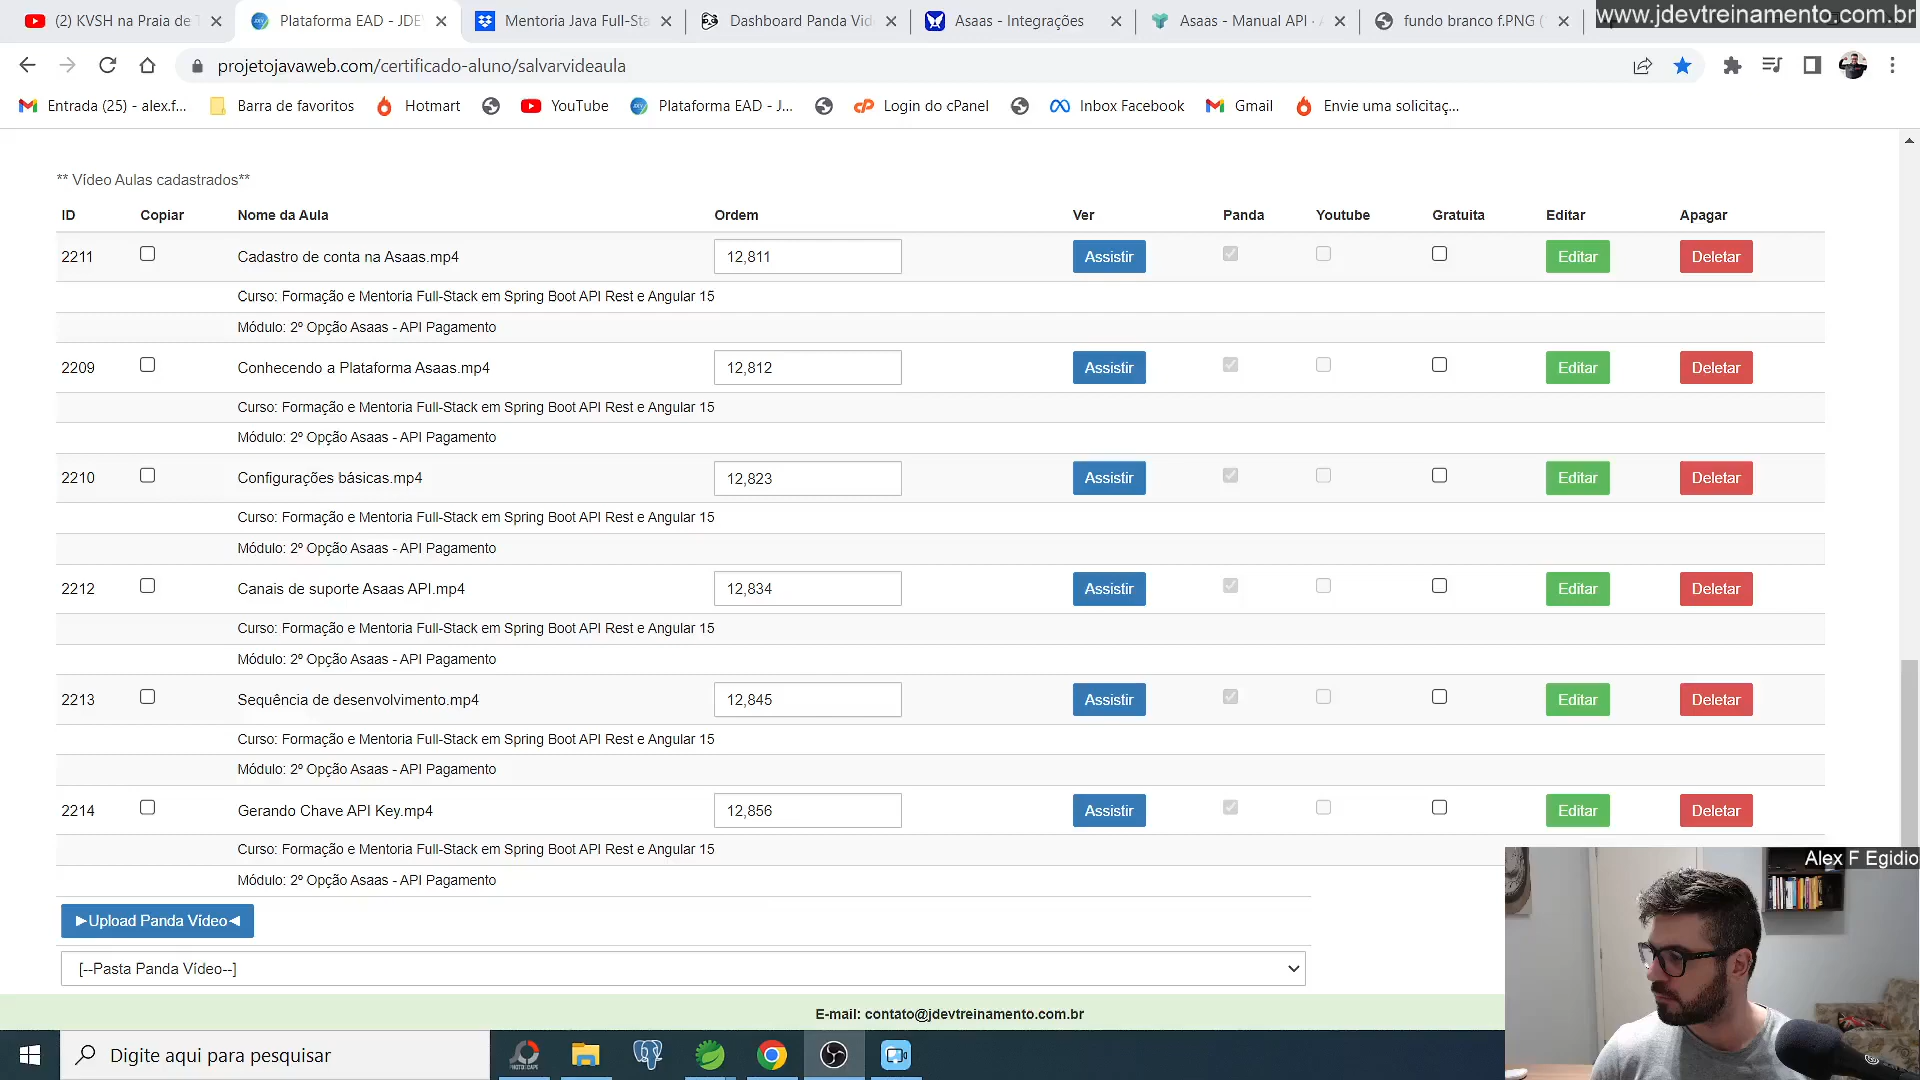 (2) KVSH na Praia de T
Plataforma EAD - JDEV
Mentoria Java Full-Sta
Dashboard Panda Vid
Asaas - Integrações
Asaas - Manual API -
fundo branco f.PNG (
www.jdevtreinamento.com.br
projetojavaweb.com/certificado-aluno/salvarvideaula
Entrada (25) - alex.f...
Barra de favoritos
Hotmart
YouTube
Plataforma EAD - J...
Login do cPanel
Inbox Facebook
Gmail
Envie uma solicitaç...
** Vídeo Aulas cadastrados**
ID Copiar Nome da Aula Ordem Ver Panda Youtube Gratuita Editar Apagar
2211 Cadastro de conta na Asaas.mp4 12,811 Assistir Editar Deletar
Curso: Formação e Mentoria Full-Stack em Spring Boot API Rest e Angular 15
Módulo: 2º Opção Asaas - API Pagamento
2209 Conhecendo a Plataforma Asaas.mp4 12,812 Assistir Editar Deletar
Curso: Formação e Mentoria Full-Stack em Spring Boot API Rest e Angular 15
Módulo: 2º Opção Asaas - API Pagamento
2210 Configurações básicas.mp4 12,823 Assistir Editar Deletar
Curso: Formação e Mentoria Full-Stack em Spring Boot API Rest e Angular 15
Módulo: 2º Opção Asaas - API Pagamento
2212 Canais de suporte Asaas API.mp4 12,834 Assistir Editar Deletar
Curso: Formação e Mentoria Full-Stack em Spring Boot API Rest e Angular 15
Módulo: 2º Opção Asaas - API Pagamento
2213 Sequência de desenvolvimento.mp4 12,845 Assistir Editar Deletar
Curso: Formação e Mentoria Full-Stack em Spring Boot API Rest e Angular 15
Módulo: 2º Opção Asaas - API Pagamento
2214 Gerando Chave API Key.mp4 12,856 Assistir Editar Deletar
Curso: Formação e Mentoria Full-Stack em Spring Boot API Rest e Angular 15
Módulo: 2º Opção Asaas - API Pagamento
►Upload Panda Vídeo◄
[--Pasta Panda Vídeo--]
E-mail: contato@jdevtreinamento.com.br
Alex F Egidio
Digite aqui para pesquisar